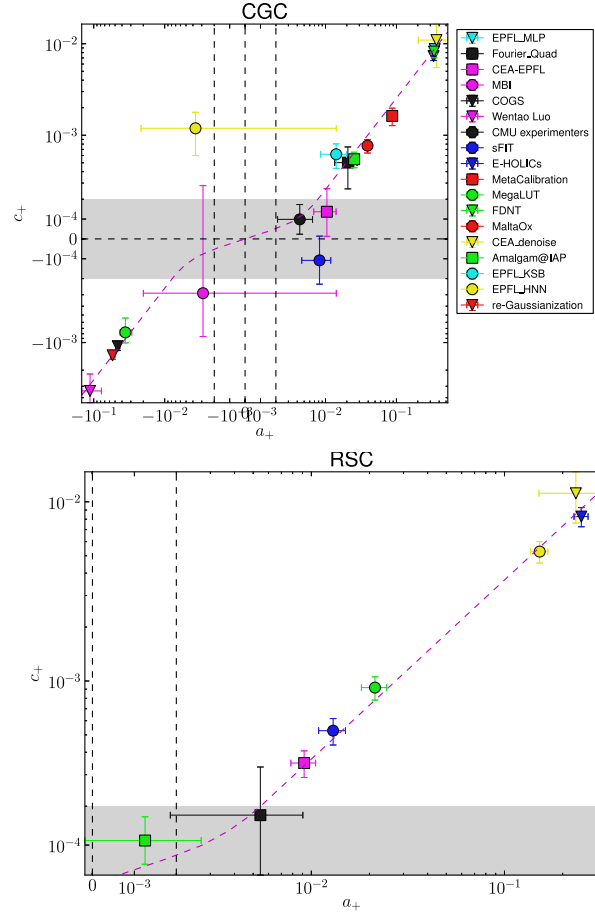 CGC
10⁻²
10⁻³
10⁻⁴
0
−10⁻⁴
−10⁻³
c₊
−10⁻¹
−10⁻²
−10⁻³
0
10⁻³
10⁻²
10⁻¹
a₊
EPFL_MLP
Fourier_Quad
CEA-EPFL
MBI
COGS
Wentao Luo
CMU experimenters
sFIT
E-HOLICs
MetaCalibration
MegaLUT
FDNT
MaltaOx
CEA_denoise
Amalgam@IAP
EPFL_KSB
EPFL_HNN
re-Gaussianization
RSC
10⁻²
10⁻³
10⁻⁴
c₊
0
10⁻³
10⁻²
10⁻¹
a₊